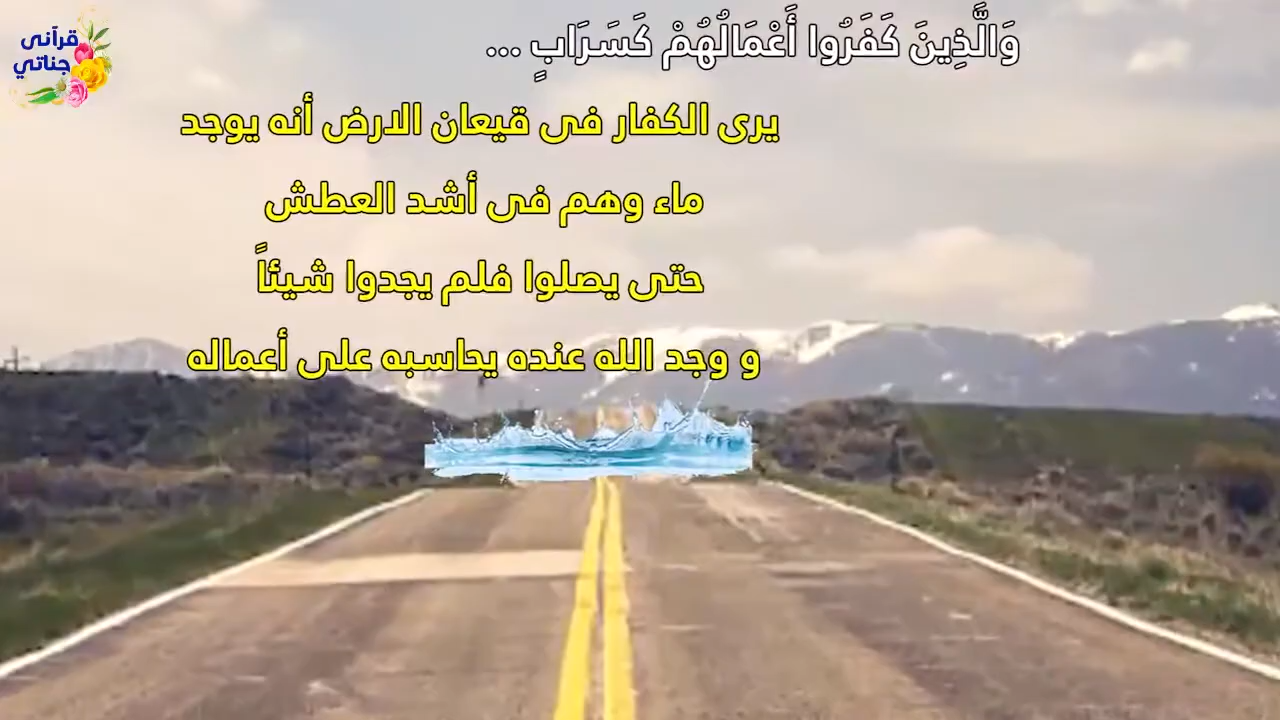 وَالَّذِينَ كَفَرُوا أَعْمَالُهُمْ كَسَرَابٍ ...
قرآنى
جناتي
يرى الكفار فى قيعان الارض أنه يوجد
ماء وهم فى أشد العطش
حتى يصلوا فلم يجدوا شيئاً
و وجد الله عنده يحاسبه على أعماله